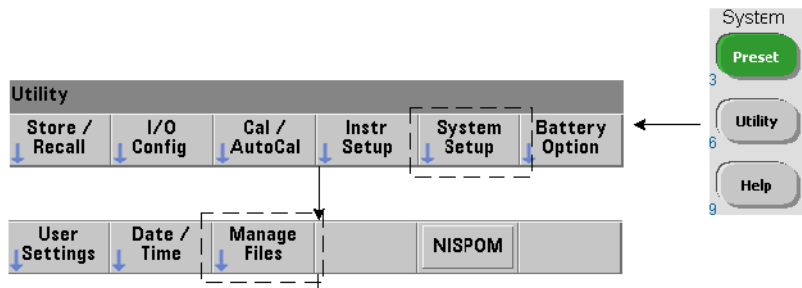 System
Preset
3
Utility
6
Help
9
Utility
Store / Recall
I/O Config
Cal / AutoCal
Instr Setup
System Setup
Battery Option
User Settings
Date / Time
Manage Files
NISPOM